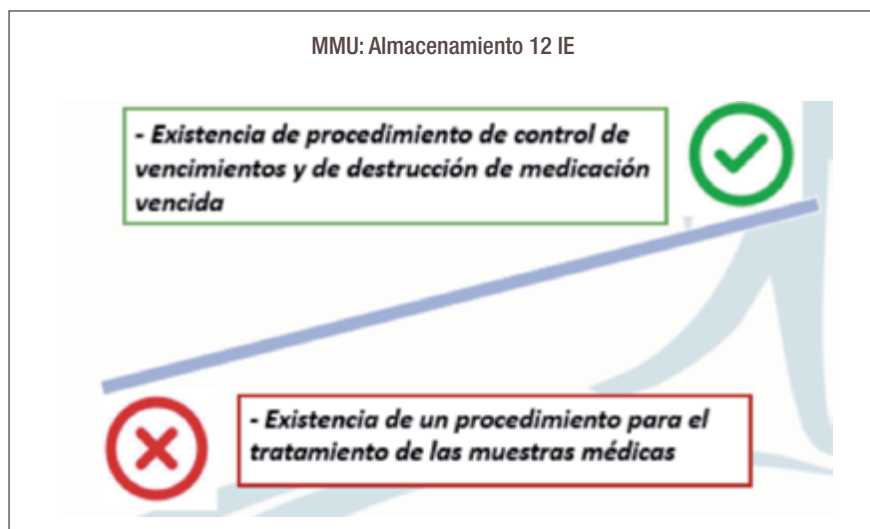 MMU: Almacenamiento 12 IE
- Existencia de procedimiento de control de
vencimientos y de destrucción de medicación
vencida
- Existencia de un procedimiento para el
tratamiento de las muestras médicas